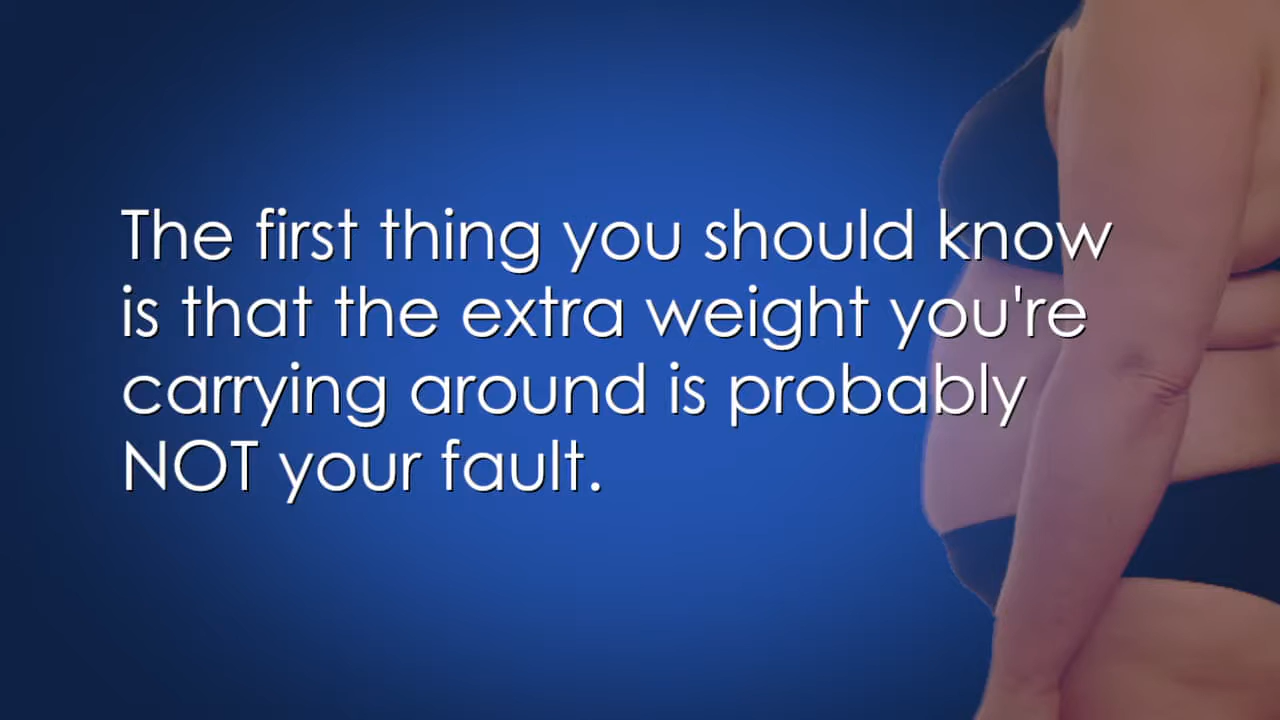 The first thing you should know
is that the extra weight you're
carrying around is probably
NOT your fault.